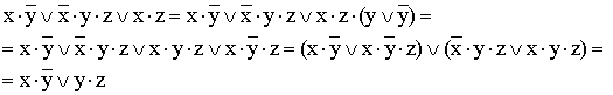 x·y̅ ∨ x̅·y·z ∨ x·z = x·y̅ ∨ x̅·y·z ∨ x·z·(y ∨ y̅) =
= x·y̅ ∨ x̅·y·z ∨ x·y·z ∨ x·y̅·z = (x·y̅ ∨ x·y̅·z) ∨ (x̅·y·z ∨ x·y·z) =
= x·y̅ ∨ y·z